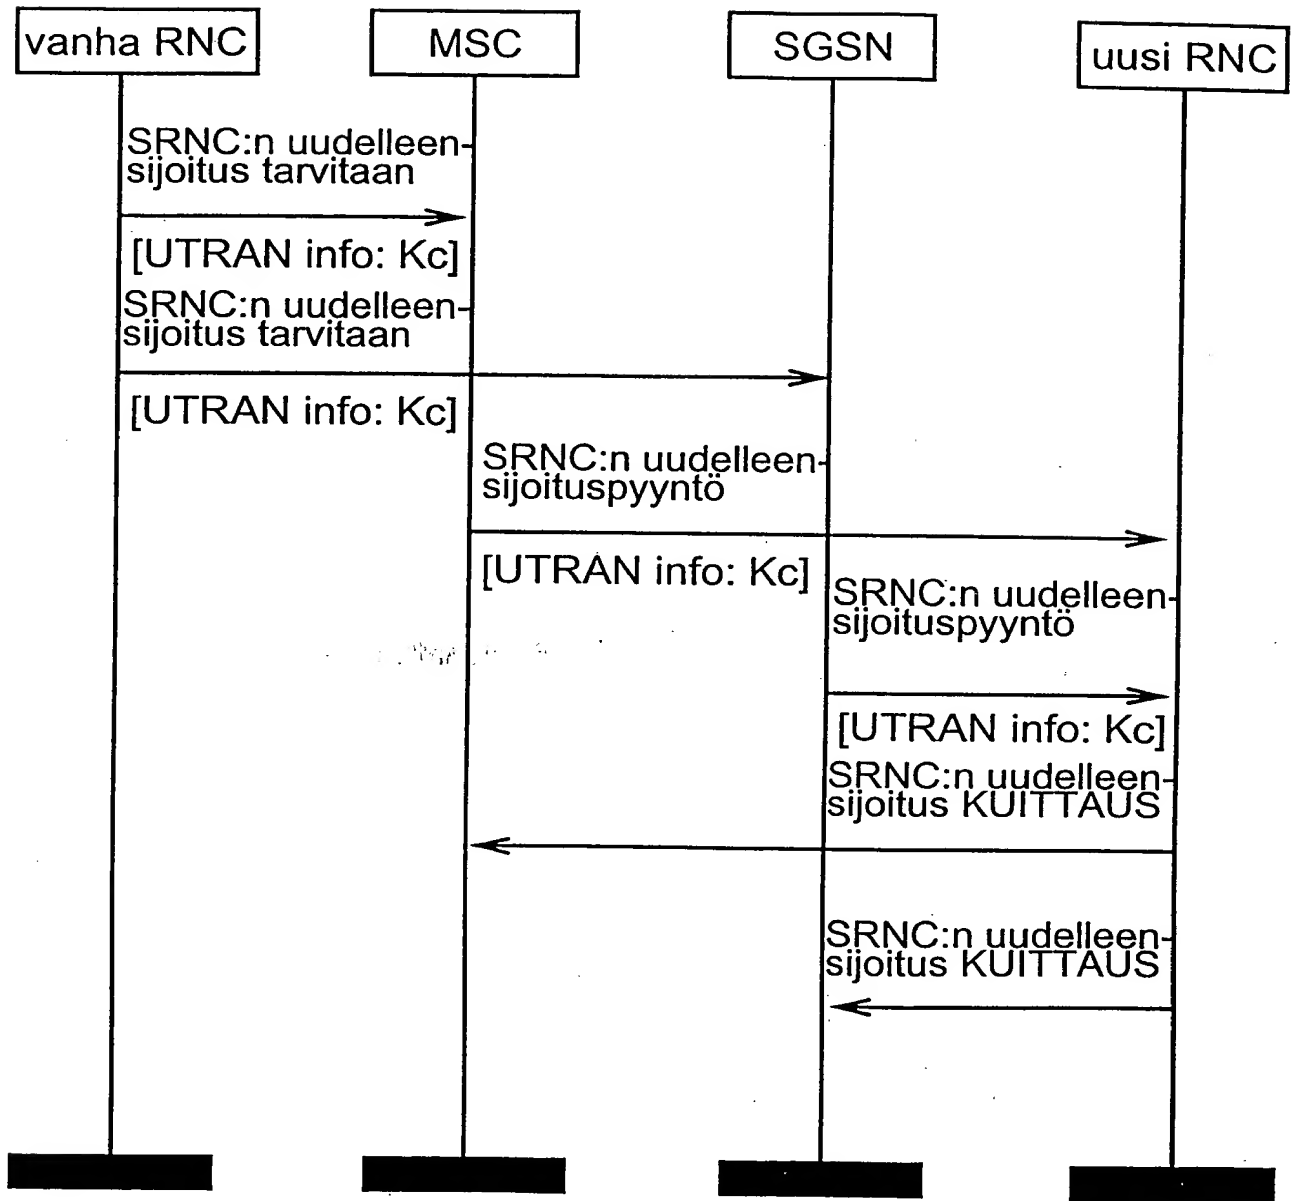 vanha RNC
MSC
SGSN
uusi RNC
SRNC:n uudelleen-
sijoitus tarvitaan
[UTRAN info: Kc]
SRNC:n uudelleen-
sijoitus tarvitaan
[UTRAN info: Kc]
SRNC:n uudelleen-
sijoituspyyntö
[UTRAN info: Kc]
SRNC:n uudelleen-
sijoituspyyntö
[UTRAN info: Kc]
SRNC:n uudelleen-
sijoitus KUITTAUS
SRNC:n uudelleen-
sijoitus KUITTAUS